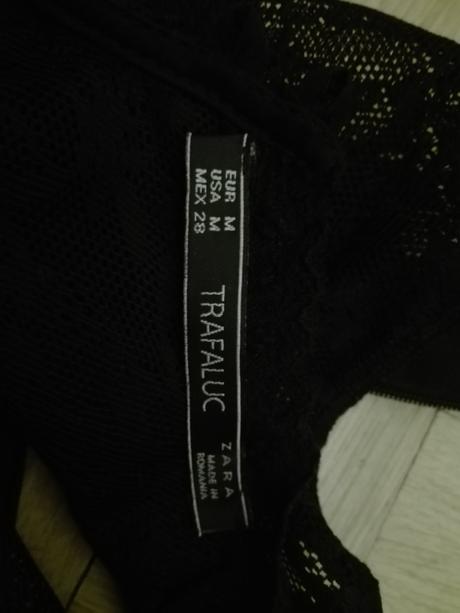 EUR M
USA M
MEX 28
TRAFALUC
ZARA
MADE IN
ROMANIA